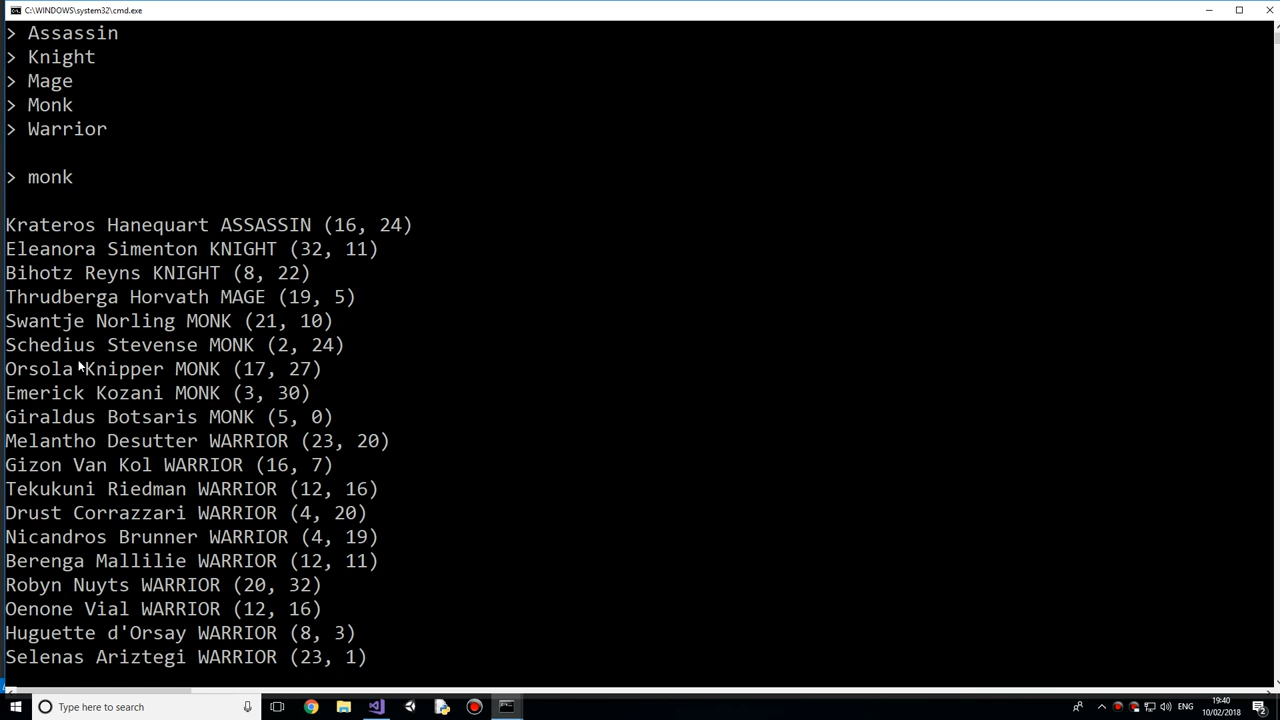 C:\WINDOWS\system32\cmd.exe
> Assassin
> Knight
> Mage
> Monk
> Warrior
> monk
Krateros Hanequart ASSASSIN (16, 24)
Eleanora Simenton KNIGHT (32, 11)
Bihotz Reyns KNIGHT (8, 22)
Thrudberga Horvath MAGE (19, 5)
Swantje Norling MONK (21, 10)
Schedius Stevense MONK (2, 24)
Orsola Knipper MONK (17, 27)
Emerick Kozani MONK (3, 30)
Giraldus Botsaris MONK (5, 0)
Melantho Desutter WARRIOR (23, 20)
Gizon Van Kol WARRIOR (16, 7)
Tekukuni Riedman WARRIOR (12, 16)
Drust Corrazzari WARRIOR (4, 20)
Nicandros Brunner WARRIOR (4, 19)
Berenga Mallilie WARRIOR (12, 11)
Robyn Nuyts WARRIOR (20, 32)
Oenone Vial WARRIOR (12, 16)
Huguette d'Orsay WARRIOR (8, 3)
Selenas Ariztegi WARRIOR (23, 1)
Type here to search
ENG
19:40
10/02/2018
2